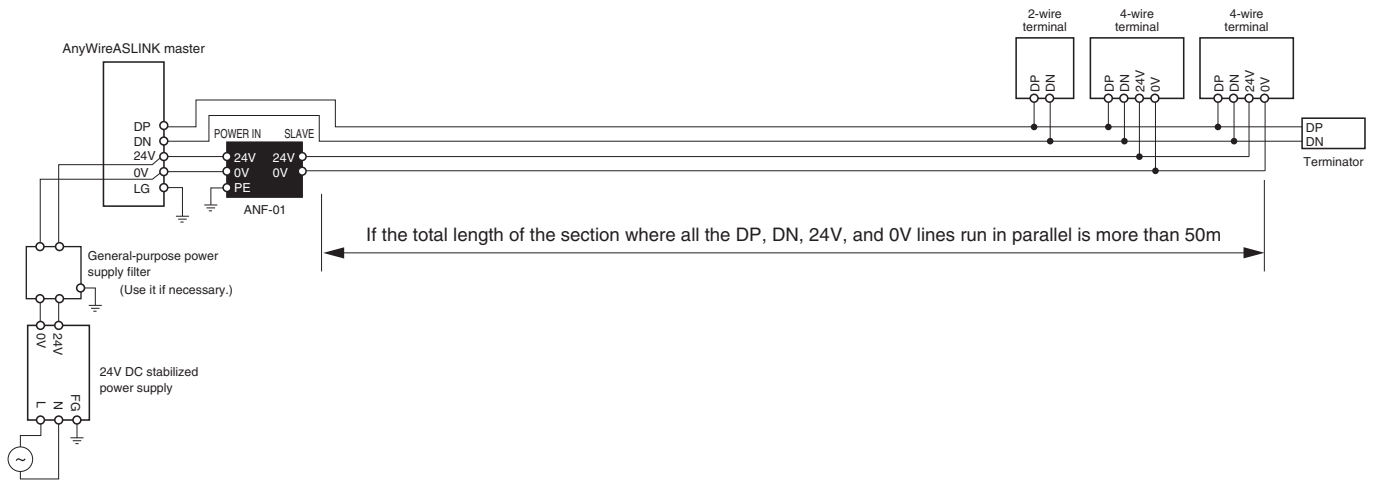 2-wire
terminal
4-wire
terminal
4-wire
terminal
AnyWireASLINK master
DP
DN
24V
0V
DP
DN
24V
0V
DP
DN
DP
DN
24V
0V
LG
POWER IN
SLAVE
24V
0V
PE
24V
0V
ANF-01
DP
DN
Terminator
If the total length of the section where all the DP, DN, 24V, and 0V lines run in parallel is more than 50m
General-purpose power
supply filter
(Use it if necessary.)
0V
24V
24V DC stabilized
power supply
L
N
FG
~